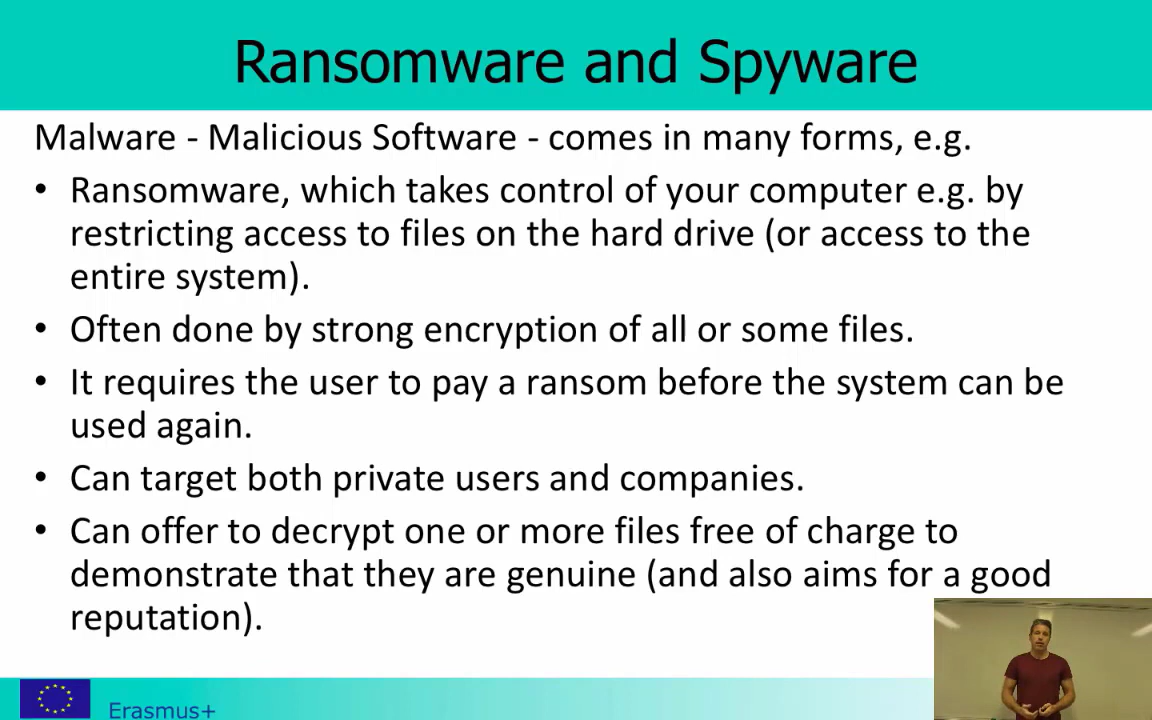 Ransomware and Spyware
Malware - Malicious Software - comes in many forms, e.g.
• Ransomware, which takes control of your computer e.g. by
restricting access to files on the hard drive (or access to the
entire system).
• Often done by strong encryption of all or some files.
• It requires the user to pay a ransom before the system can be
used again.
• Can target both private users and companies.
• Can offer to decrypt one or more files free of charge to
demonstrate that they are genuine (and also aims for a good
reputation).
Erasmus+